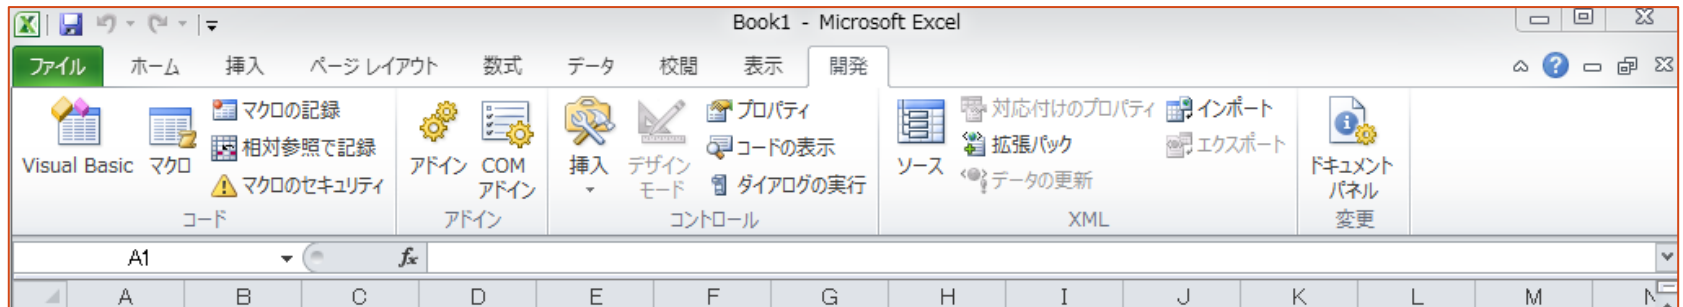 Book1 - Microsoft Excel
ファイル ホーム 挿入 ページ レイアウト 数式 データ 校閲 表示 開発
Visual Basic
マクロ
マクロの記録
相対参照で記録
マクロのセキュリティ
コード
アドイン
COM
アドイン
アドイン
挿入
デザイン
モード
プロパティ
コードの表示
ダイアログの実行
コントロール
ソース
対応付けのプロパティ
拡張パック
データの更新
インポート
エクスポート
XML
ドキュメント
パネル
変更
A1 fx
A B C D E F G H I J K L M N